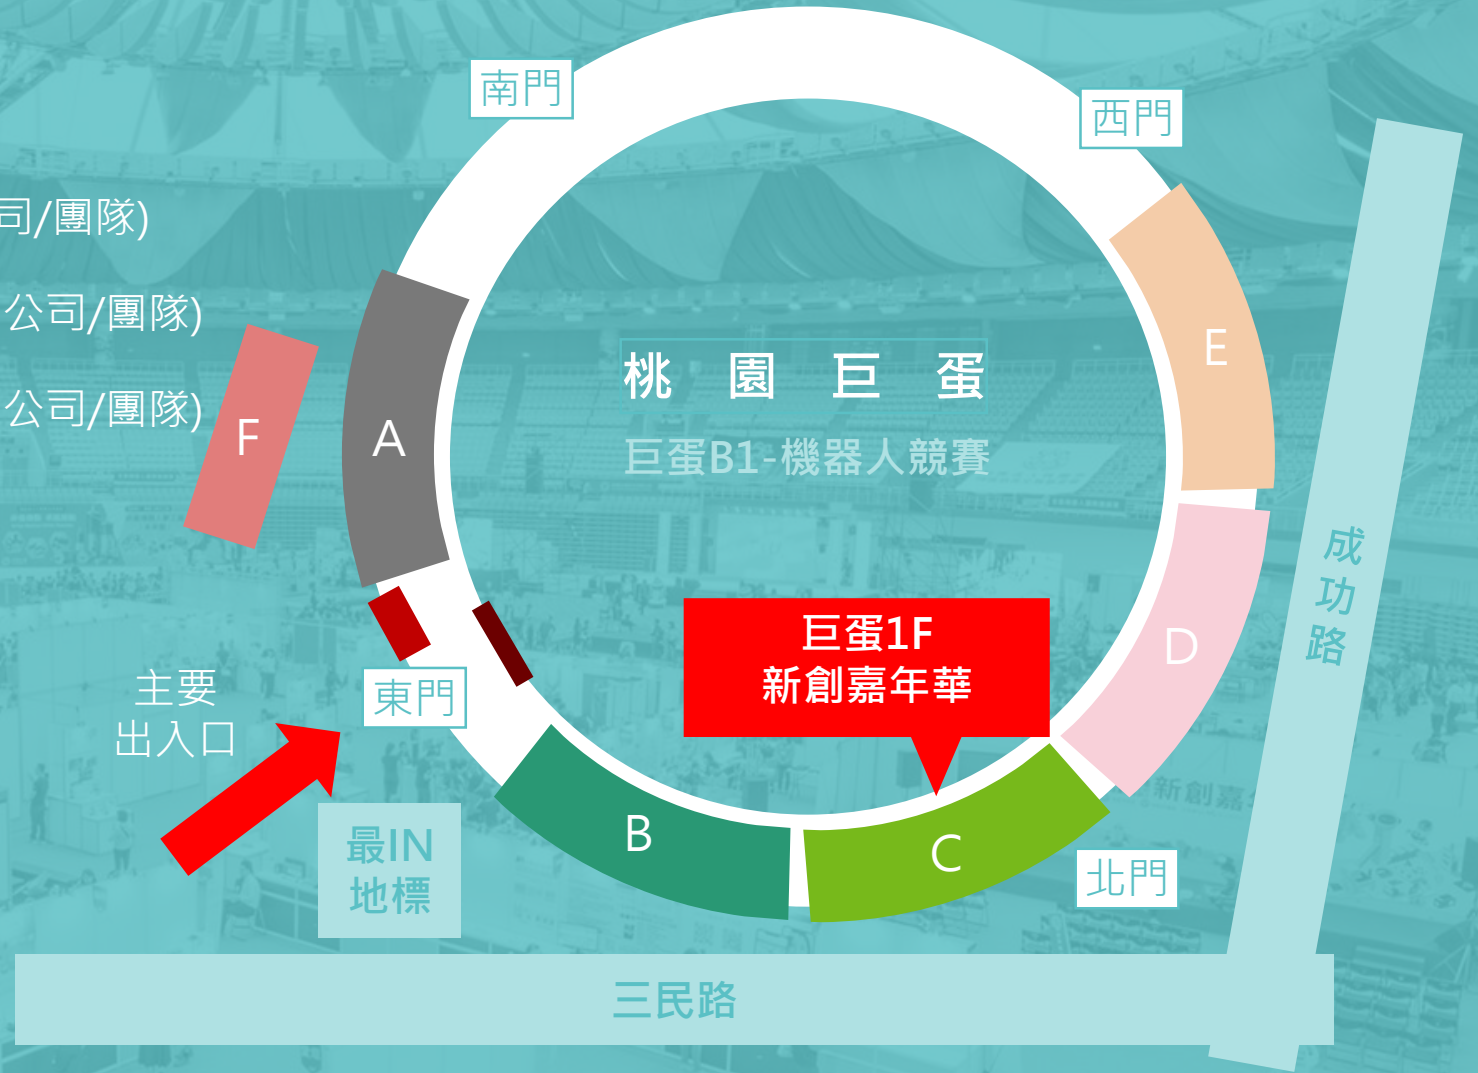 南門
西門
司/團隊)
公司/團隊)
公司/團隊)
F
A
E
桃園巨蛋
巨蛋B1-機器人競賽
成功路
巨蛋1F
新創嘉年華
D
主要
出入口
東門
最IN
地標
B
C
北門
新創嘉
三民路